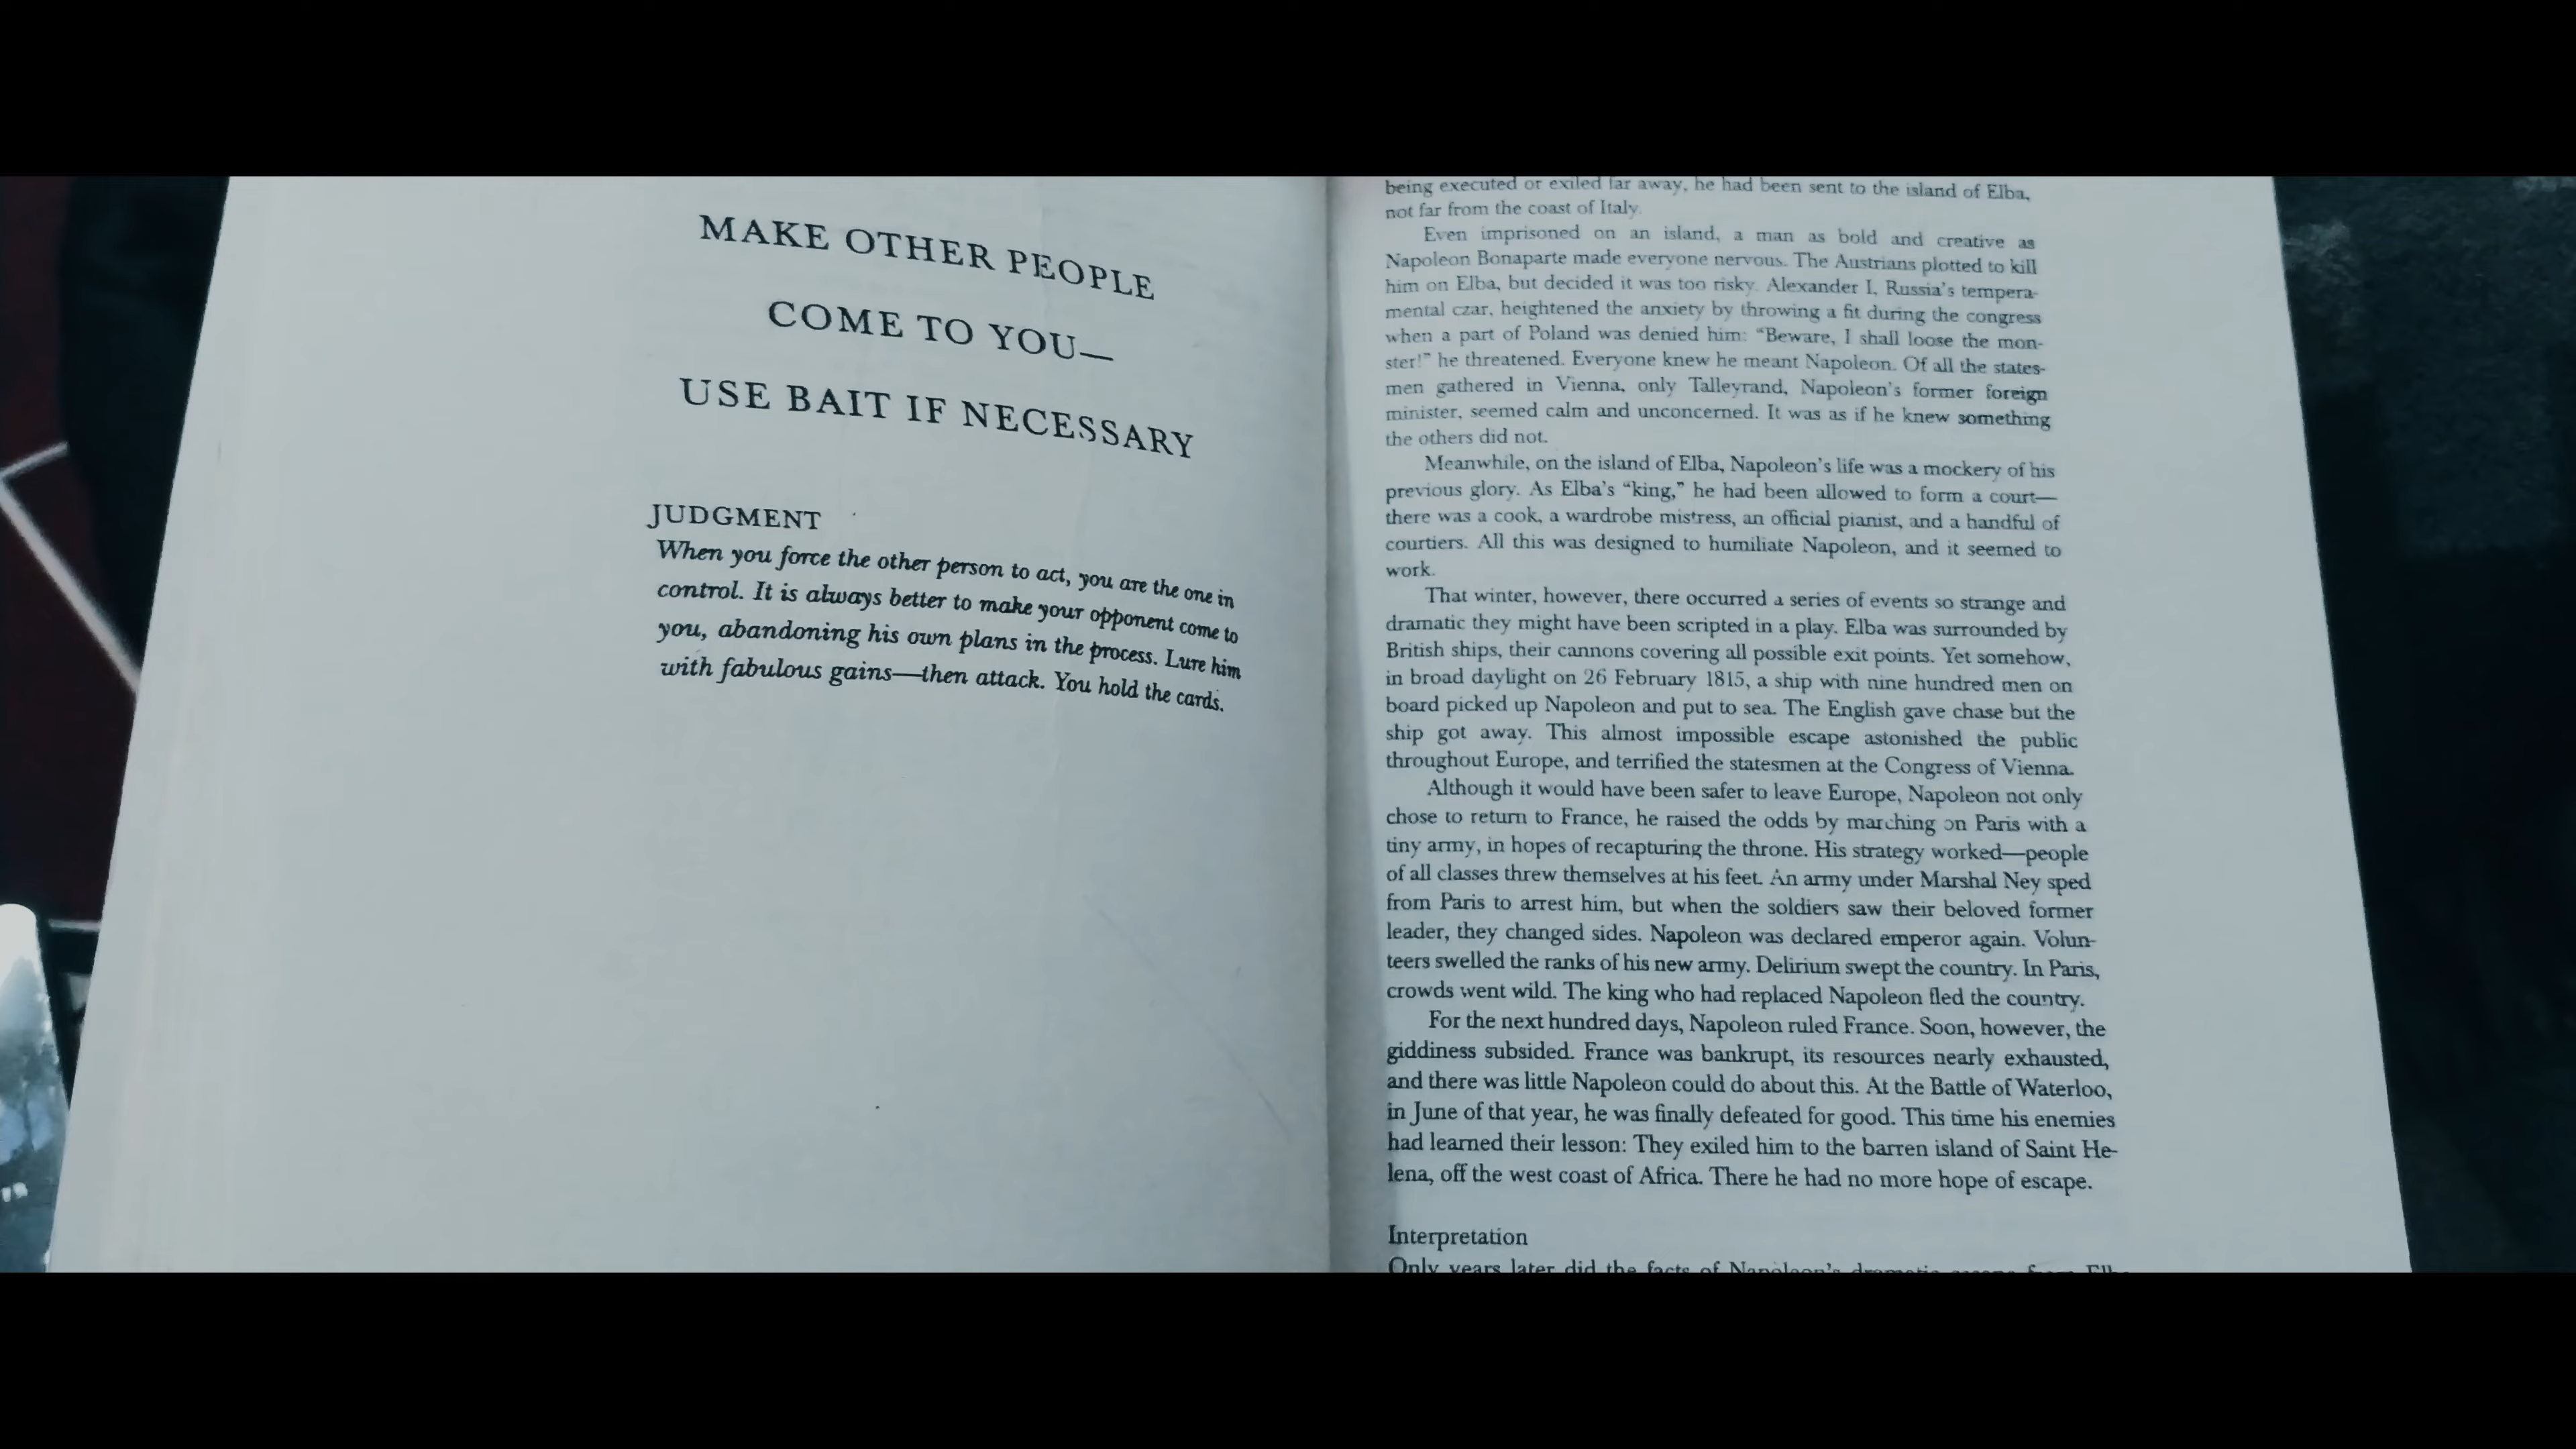 MAKE OTHER PEOPLE
COME TO YOU—
USE BAIT IF NECESSARY
JUDGMENT
When you force the other person to act, you are the one in
control. It is always better to make your opponent come to
you, abandoning his own plans in the process. Lure him
with fabulous gains—then attack. You hold the cards.
being executed or exiled far away, he had been sent to the island of Elba,
not far from the coast of Italy.
Even imprisoned on an island, a man as bold and creative as
Napoleon Bonaparte made everyone nervous. The Austrians plotted to kill
him on Elba, but decided it was too risky. Alexander I, Russia's tempera-
mental czar, heightened the anxiety by throwing a fit during the congress
when a part of Poland was denied him: "Beware, I shall loose the mon-
ster!" he threatened. Everyone knew he meant Napoleon. Of all the states-
men gathered in Vienna, only Talleyrand, Napoleon's former foreign
minister, seemed calm and unconcerned. It was as if he knew something
the others did not.
Meanwhile, on the island of Elba, Napoleon's life was a mockery of his
previous glory. As Elba's "king," he had been allowed to form a court—
there was a cook, a wardrobe mistress, an official pianist, and a handful of
courtiers. All this was designed to humiliate Napoleon, and it seemed to
work.
That winter, however, there occurred a series of events so strange and
dramatic they might have been scripted in a play. Elba was surrounded by
British ships, their cannons covering all possible exit points. Yet somehow,
in broad daylight on 26 February 1815, a ship with nine hundred men on
board picked up Napoleon and put to sea. The English gave chase but the
ship got away. This almost impossible escape astonished the public
throughout Europe, and terrified the statesmen at the Congress of Vienna.
Although it would have been safer to leave Europe, Napoleon not only
chose to return to France, he raised the odds by marching on Paris with a
tiny army, in hopes of recapturing the throne. His strategy worked—people
of all classes threw themselves at his feet. An army under Marshal Ney sped
from Paris to arrest him, but when the soldiers saw their beloved former
leader, they changed sides. Napoleon was declared emperor again. Volun-
teers swelled the ranks of his new army. Delirium swept the country. In Paris,
crowds went wild. The king who had replaced Napoleon fled the country.
For the next hundred days, Napoleon ruled France. Soon, however, the
giddiness subsided. France was bankrupt, its resources nearly exhausted,
and there was little Napoleon could do about this. At the Battle of Waterloo,
in June of that year, he was finally defeated for good. This time his enemies
had learned their lesson: They exiled him to the barren island of Saint He-
lena, off the west coast of Africa. There he had no more hope of escape.
Interpretation
Only years later did the facts of Napoleon's dramatic escape from